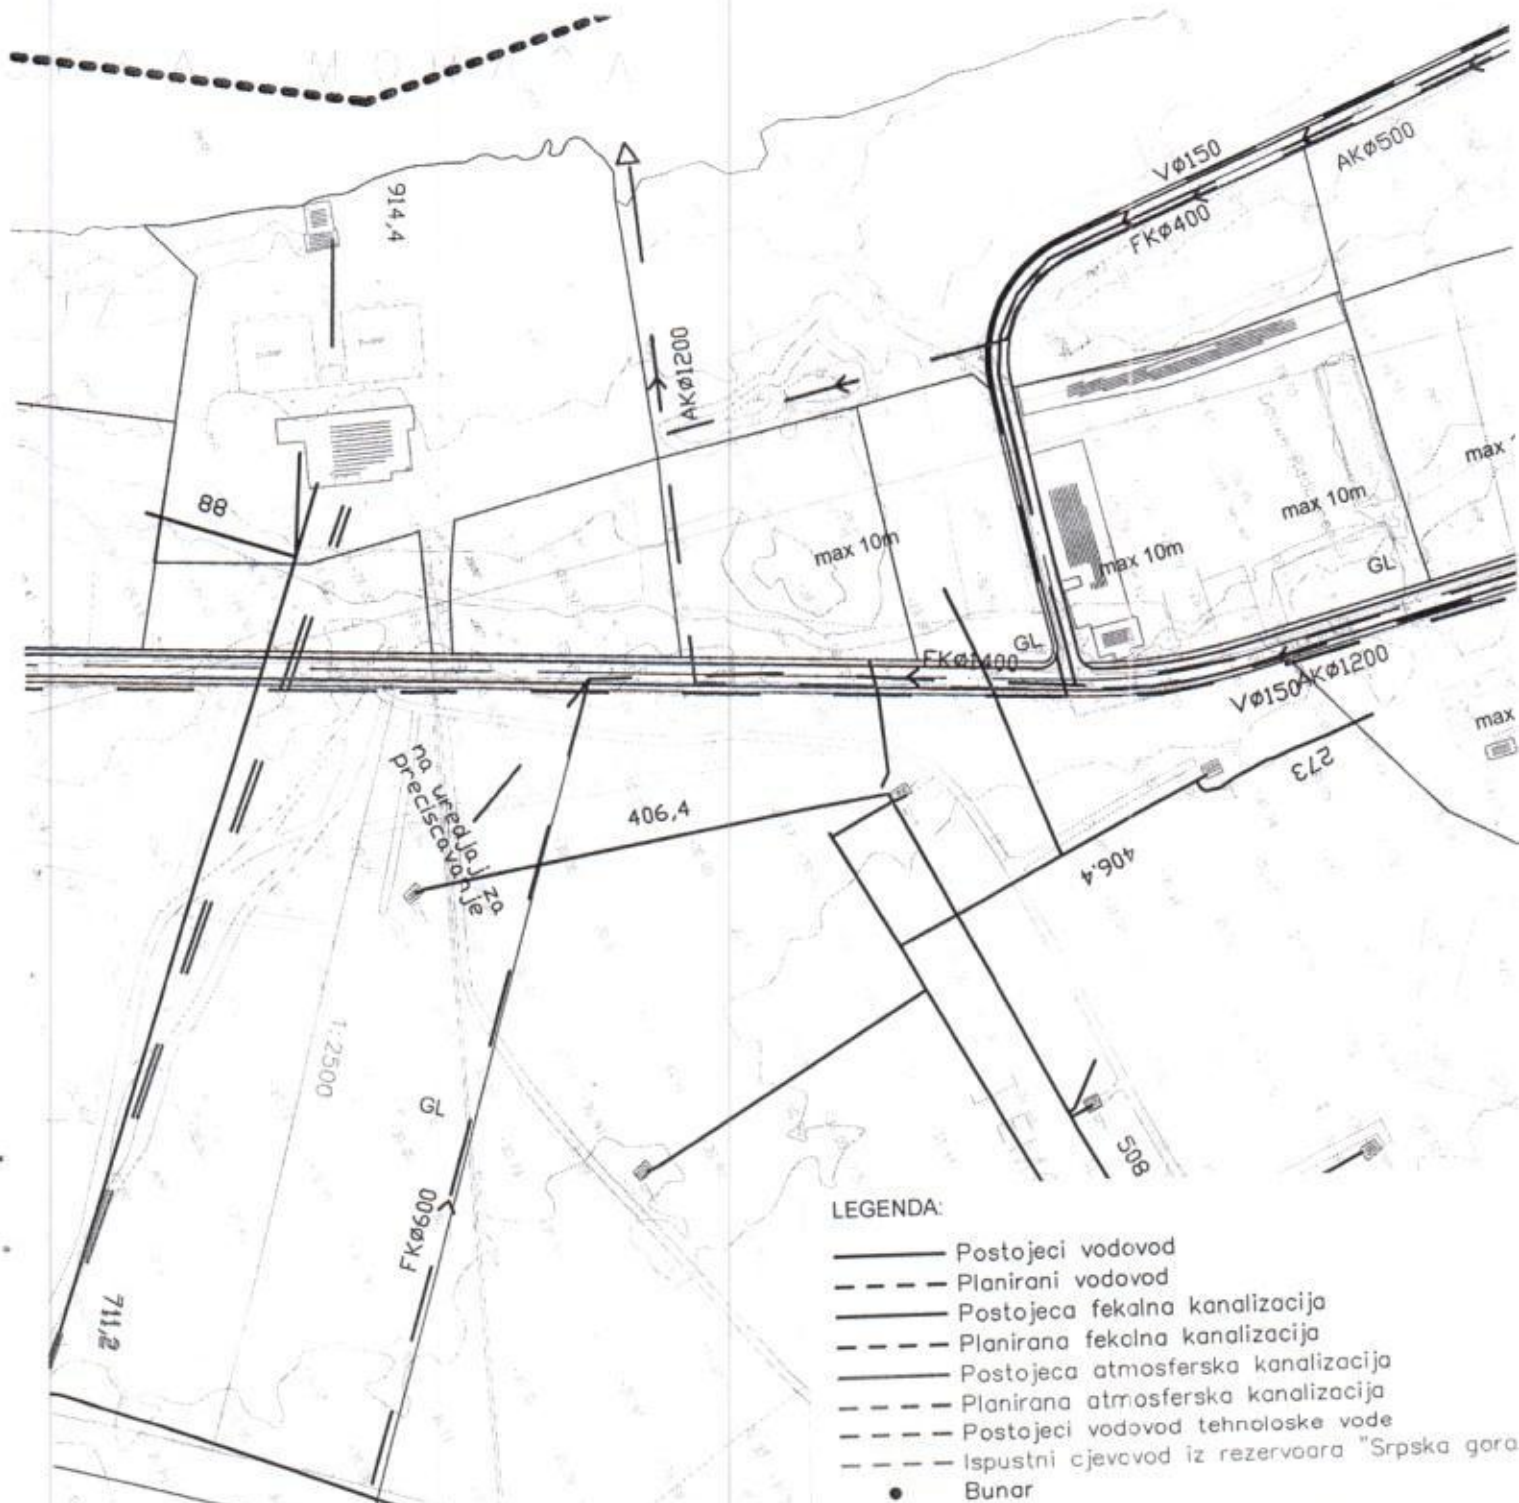 914,4
VØ150
AKØ500
FKØ400
AKØ1200
88
max 10m
max 10m
max 10m
max
GL
GL
FKØ1400
VØ150
AKØ1200
max
273
406,4
406,4
na uredjaj za
preciscavanje
1:2500
GL
508
FKØ600
711,2
LEGENDA:
Postojeci vodovod
Planirani vodovod
Postojeca fekalna kanalizacija
Planirana fekalna kanalizacija
Postojeca atmosferska kanalizacija
Planirana atmosferska kanalizacija
Postojeci vodovod tehnoloske vode
Ispustni cjevovod iz rezervoara "Srpska gora
Bunar